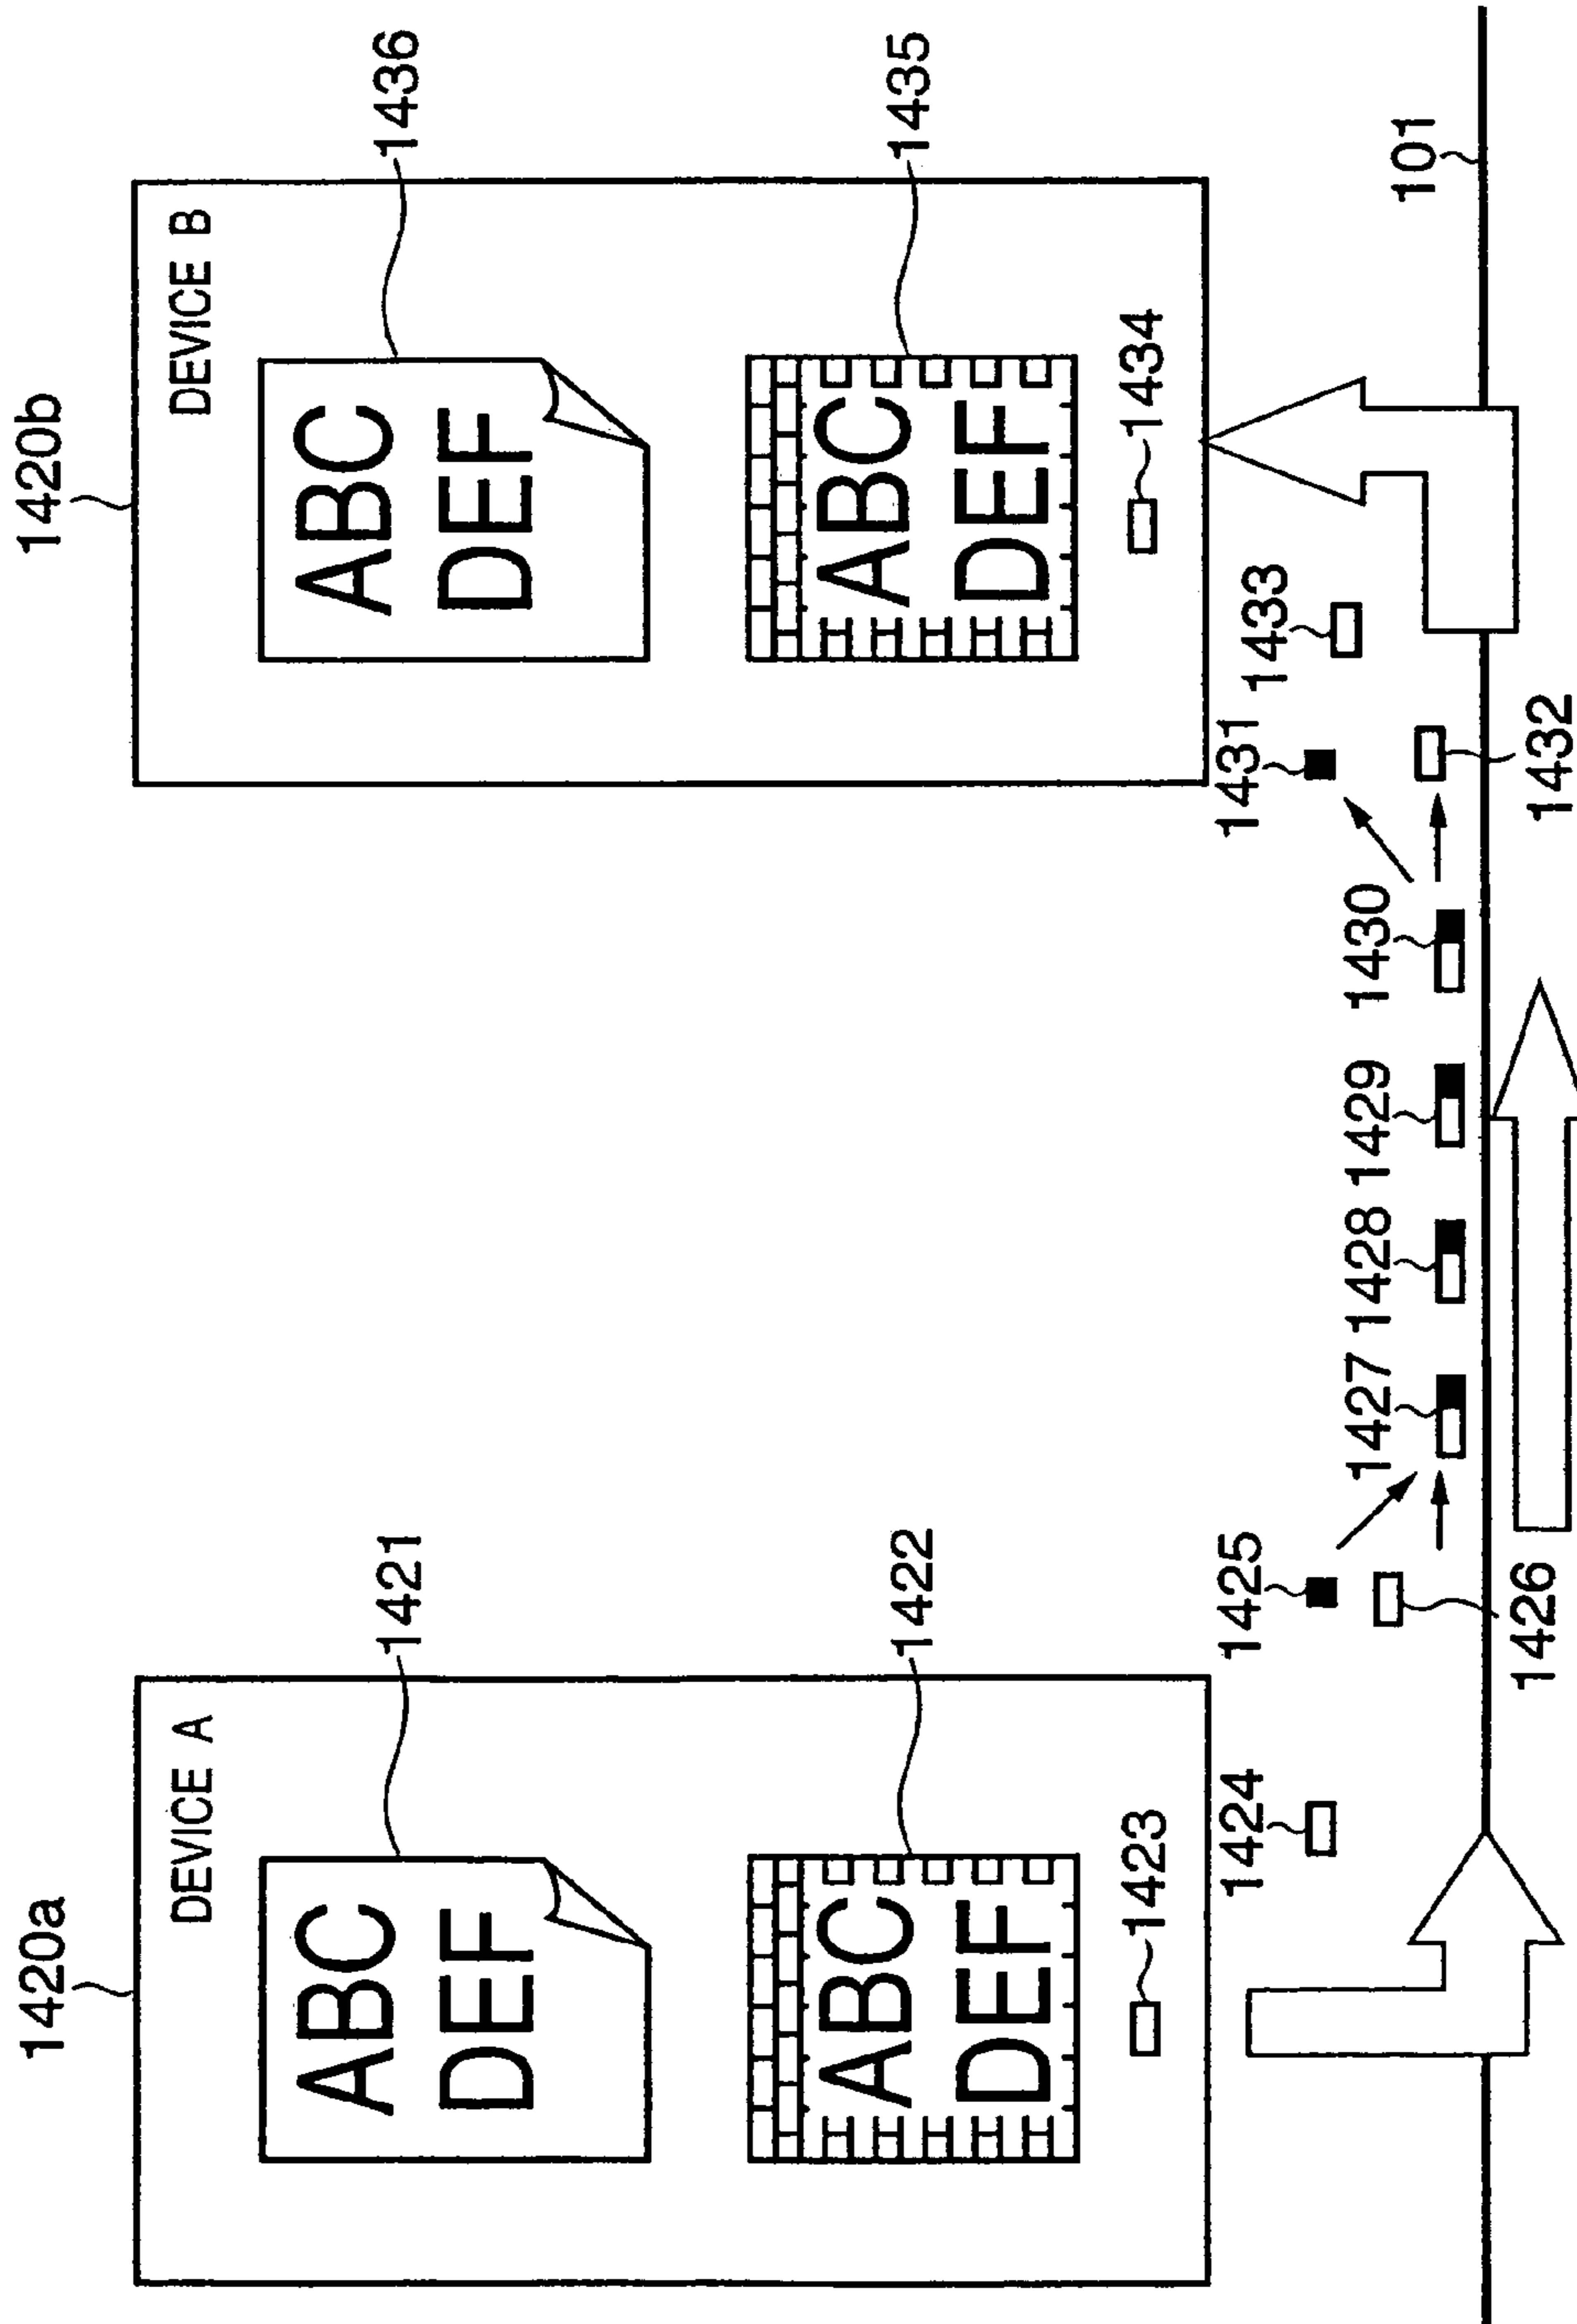 1420a
DEVICE A
ABC
DEF
1421
ABC
DEF
1422
1423
1424
1425
1426
1427
1428
1429
1430
1431
1432
1433
1420b
DEVICE B
ABC
DEF
1436
ABC
DEF
1435
1434
101